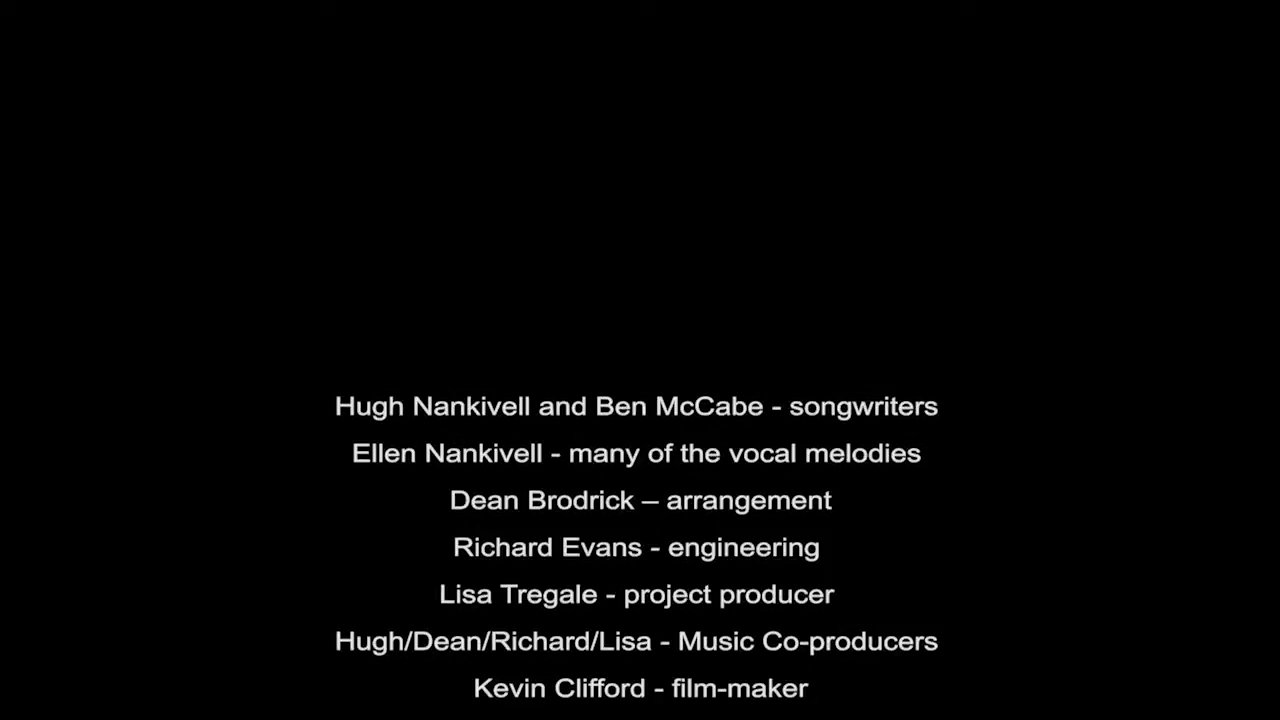 Hugh Nankivell and Ben McCabe - songwriters
Ellen Nankivell - many of the vocal melodies
Dean Brodrick – arrangement
Richard Evans - engineering
Lisa Tregale - project producer
Hugh/Dean/Richard/Lisa - Music Co-producers
Kevin Clifford - film-maker